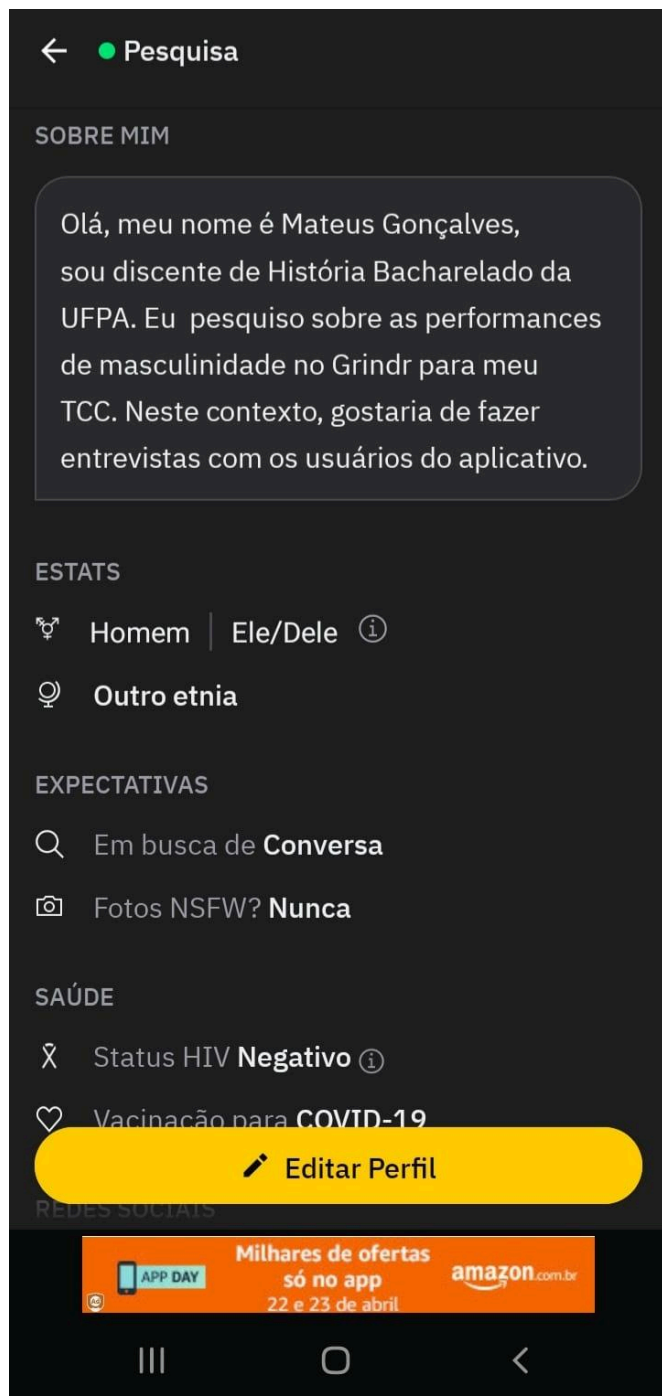 Pesquisa
SOBRE MIM
Olá, meu nome é Mateus Gonçalves,
sou discente de História Bacharelado da
UFPA. Eu pesquiso sobre as performances
de masculinidade no Grindr para meu
TCC. Neste contexto, gostaria de fazer
entrevistas com os usuários do aplicativo.
ESTATS
Homem | Ele/Dele
Outro etnia
EXPECTATIVAS
Em busca de Conversa
Fotos NSFW? Nunca
SAÚDE
Status HIV Negativo
Vacinação para COVID-19
Editar Perfil
REDES SOCIAIS
APP DAY
Milhares de ofertas
só no app
22 e 23 de abril
amazon.com.br